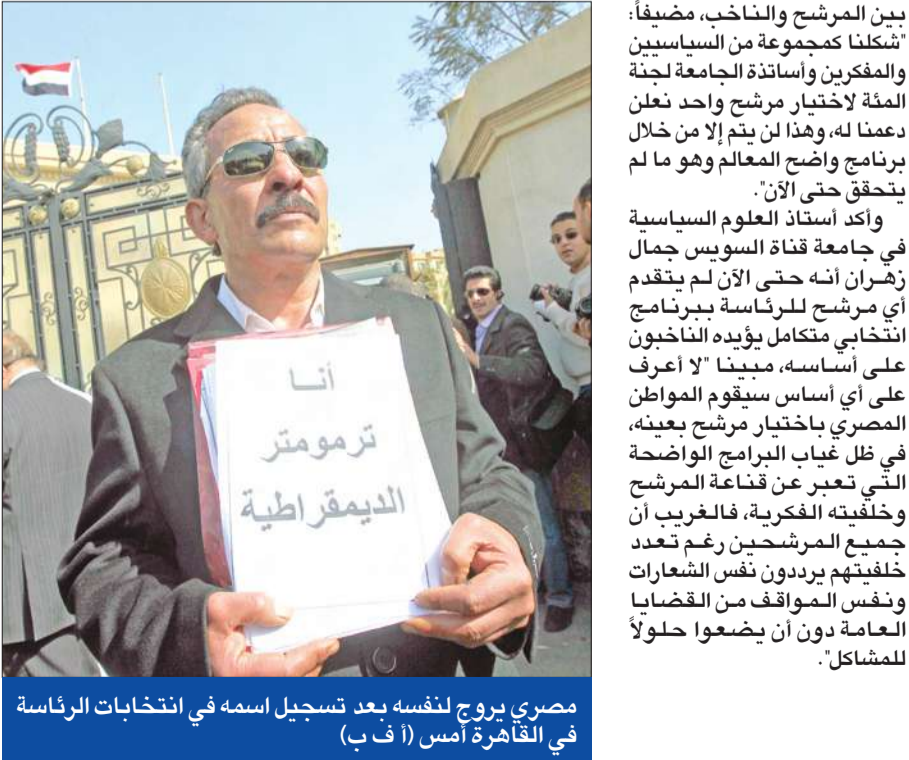 بين المرشح والناخب، مضيفاً:
"شكلنا كمجموعة من السياسيين
والمفكرين وأساتذة الجامعة لجنة
المئة لاختيار مرشح واحد نعلن
دعمنا له، وهذا لن يتم إلا من خلال
برنامج واضح المعالم وهو ما لم
يتحقق حتى الآن".
وأكد أستاذ العلوم السياسية
في جامعة قناة السويس جمال
زهران أنه حتى الآن لم يتقدم
أي مرشح للرئاسة ببرنامج
انتخابي متكامل يؤيده الناخبون
على أساسه، مبينا "لا أعرف
على أي أساس سيقوم المواطن
المصري باختيار مرشح بعينه،
في ظل غياب البرامج الواضحة
التي تعبر عن قناعة المرشح
وخلفيته الفكرية، فالغريب أن
جميع المرشحين رغم تعدد
خلفيتهم يرددون نفس الشعارات
ونفس المواقف من القضايا
العامة دون أن يضعوا حلولاً
للمشاكل".
أنا
ترمومتر
الديمقراطية
مصري يروج لنفسه بعد تسجيل اسمه في انتخابات الرئاسة
في القاهرة أمس (أ ف ب)